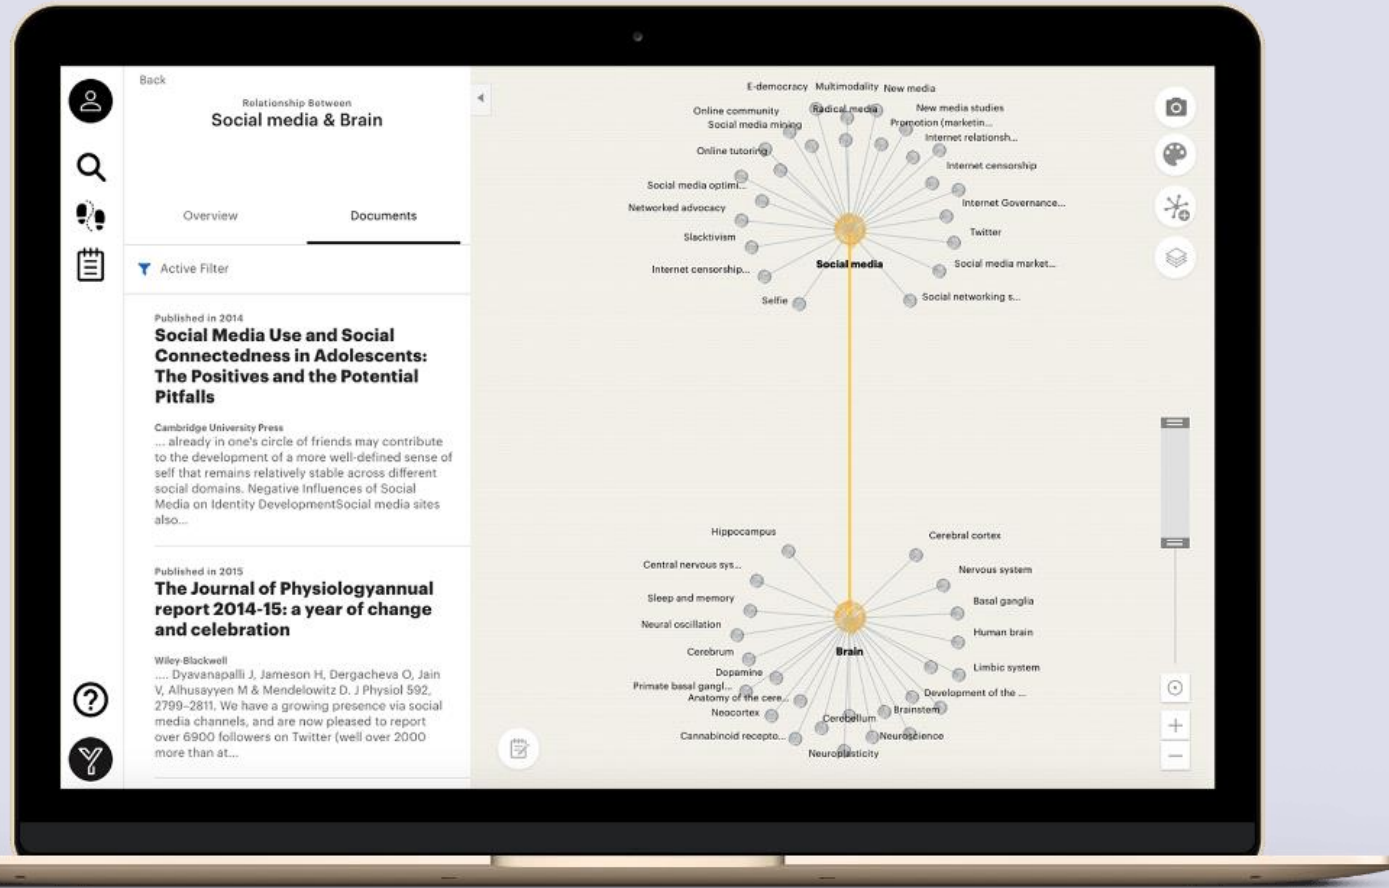 Back
Relationship Between
Social media & Brain
Overview
Documents
Active Filter
Published in 2014
Social Media Use and Social
Connectedness in Adolescents:
The Positives and the Potential
Pitfalls
Cambridge University Press
... already in one's circle of friends may contribute
to the development of a more well-defined sense of
self that remains relatively stable across different
social domains. Negative Influences of Social
Media on Identity DevelopmentSocial media sites
also...
Published in 2015
The Journal of Physiologyannual
report 2014-15: a year of change
and celebration
Wiley-Blackwell
.... Dyavanapalli J, Jameson H, Dergacheva O, Jain
V, Alhusayyen M & Mendelowitz D. J Physiol 592,
2799–2811. We have a growing presence via social
media channels, and are now pleased to report
over 6900 followers on Twitter (well over 2000
more than at...
E-democracy
Multimodality
New media
Online community
Radical media
New media studies
Social media mining
Promotion (marketin...
Internet relationsh...
Online tutoring
Internet censorship
Social media optimi...
Networked advocacy
Internet Governance...
Slacktivism
Twitter
Social media
Internet censorship...
Social media market...
Selfie
Social networking s...
Hippocampus
Cerebral cortex
Central nervous sys...
Nervous system
Sleep and memory
Basal ganglia
Neural oscillation
Human brain
Cerebrum
Brain
Dopamine
Limbic system
Primate basal gangl...
Anatomy of the cere...
Development of the ...
Neocortex
Cerebellum
Brainstem
Cannabinoid recepto...
Neuroscience
Neuroplasticity